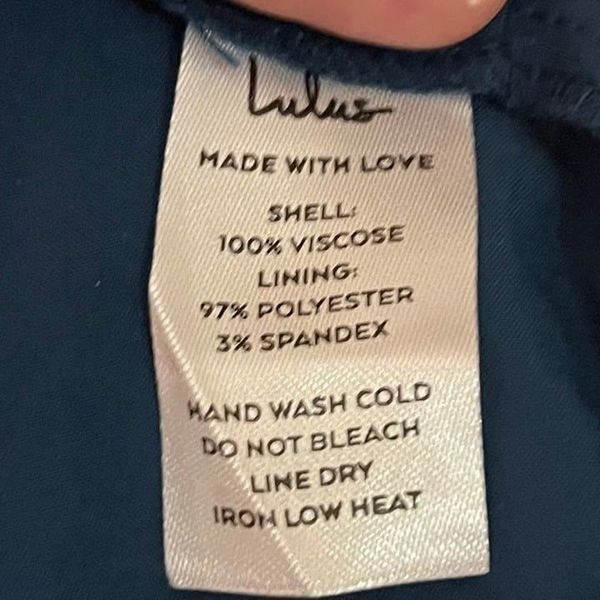 Lulus
MADE WITH LOVE
SHELL:
100% VISCOSE
LINING:
97% POLYESTER
3% SPANDEX
HAND WASH COLD
DO NOT BLEACH
LINE DRY
IRON LOW HEAT